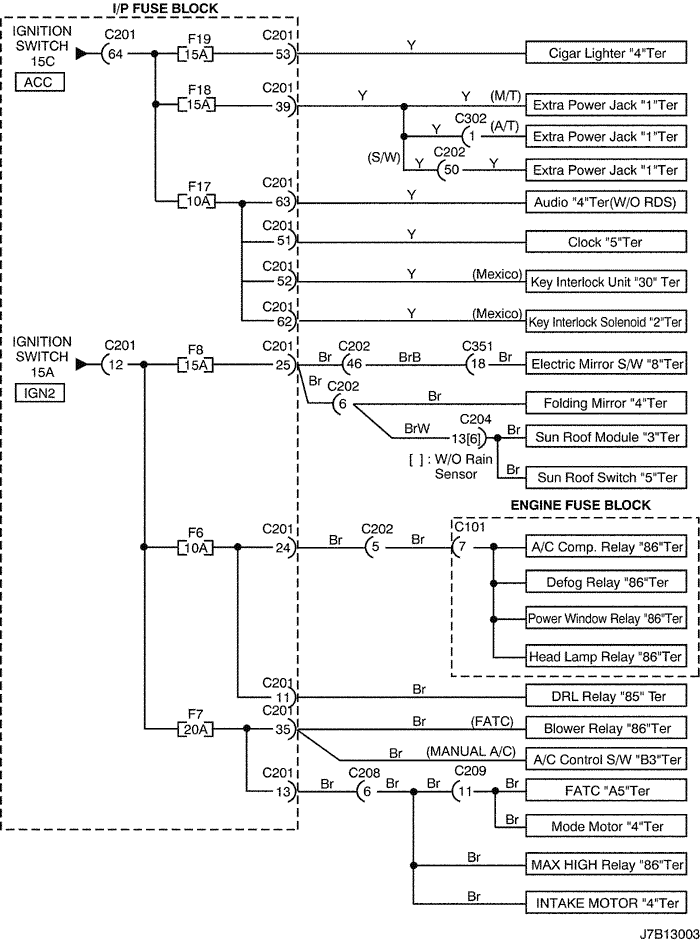 I/P FUSE BLOCK
IGNITION
SWITCH
15C
ACC
C201
64
F19
15A
C201
53
Y
Cigar Lighter "4"Ter
F18
15A
C201
39
Y
Y
(M/T)
Extra Power Jack "1"Ter
Y
C302
1
(A/T)
Extra Power Jack "1"Ter
(S/W)
Y
C202
50
Y
Extra Power Jack "1"Ter
F17
10A
C201
63
Y
Audio "4"Ter(W/O RDS)
C201
51
Y
Clock "5"Ter
C201
52
Y
(Mexico)
Key Interlock Unit "30" Ter
C201
62
Y
(Mexico)
Key Interlock Solenoid "2"Ter
IGNITION
SWITCH
15A
IGN2
C201
12
F8
15A
C201
25
Br
C202
46
BrB
C351
18
Br
Electric Mirror S/W "8"Ter
Br
C202
6
Br
Folding Mirror "4"Ter
BrW
C204
13[6]
Br
Sun Roof Module "3"Ter
[ ] : W/O Rain
Sensor
Br
Sun Roof Switch "5"Ter
ENGINE FUSE BLOCK
F6
10A
C201
24
Br
C202
5
Br
C101
7
A/C Comp. Relay "86"Ter
Defog Relay "86"Ter
Power Window Relay "86"Ter
Head Lamp Relay "86"Ter
C201
11
Br
DRL Relay "85" Ter
F7
20A
C201
35
Br
(FATC)
Blower Relay "86"Ter
Br
(MANUAL A/C)
A/C Control S/W "B3"Ter
C201
13
Br
C208
6
Br
Br
C209
11
Br
FATC "A5"Ter
Br
Mode Motor "4"Ter
Br
MAX HIGH Relay "86"Ter
Br
INTAKE MOTOR "4"Ter
J7B13003